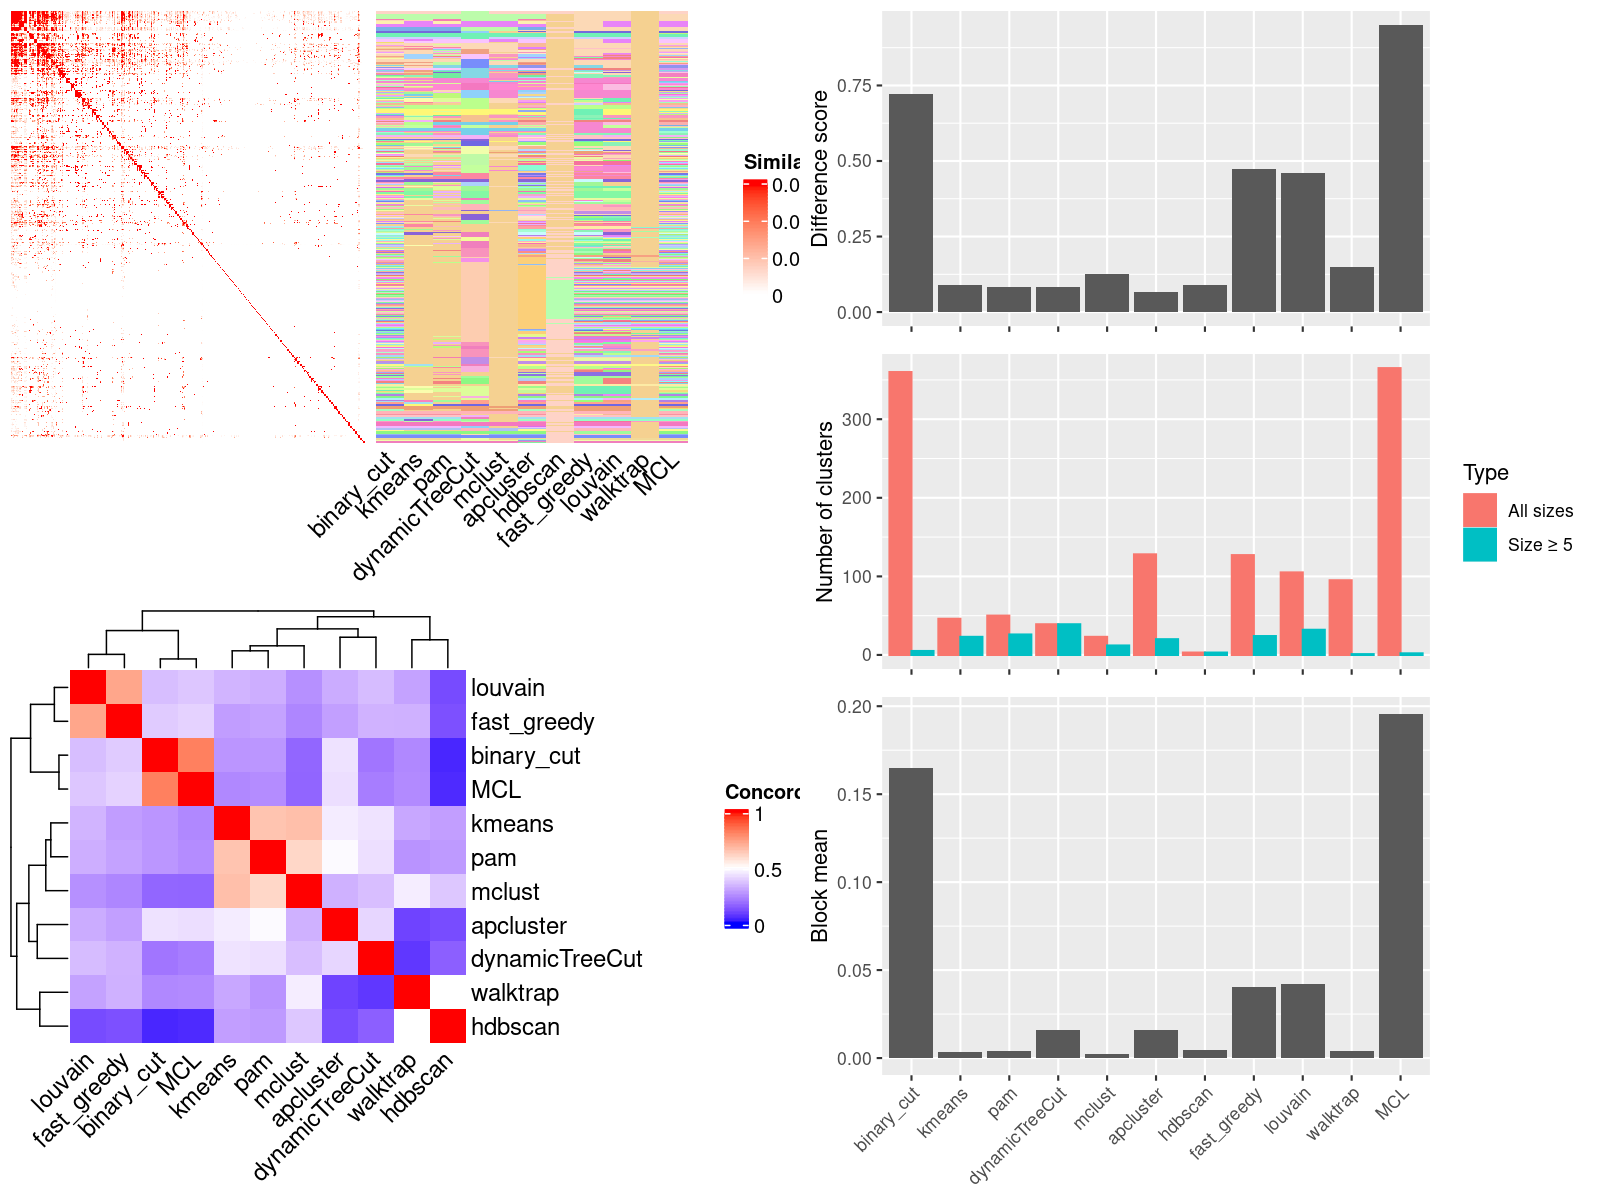 Simila
0.0
0.0
0.0
0
binary_cut
kmeans
pam
dynamicTreeCut
mclust
apcluster
hdbscan
fast_greedy
louvain
walktrap
MCL
Difference score
0.75
0.50
0.25
0.00
Number of clusters
300
200
100
0
Type
All sizes
Size ≥ 5
Block mean
0.20
0.15
0.10
0.05
0.00
binary_cut
kmeans
pam
dynamicTreeCut
mclust
apcluster
hdbscan
fast_greedy
louvain
walktrap
MCL
louvain
fast_greedy
binary_cut
MCL
kmeans
pam
mclust
apcluster
dynamicTreeCut
walktrap
hdbscan
louvain
fast_greedy
binary_cut
MCL
kmeans
pam
mclust
apcluster
dynamicTreeCut
walktrap
hdbscan
Concord
1
0.5
0